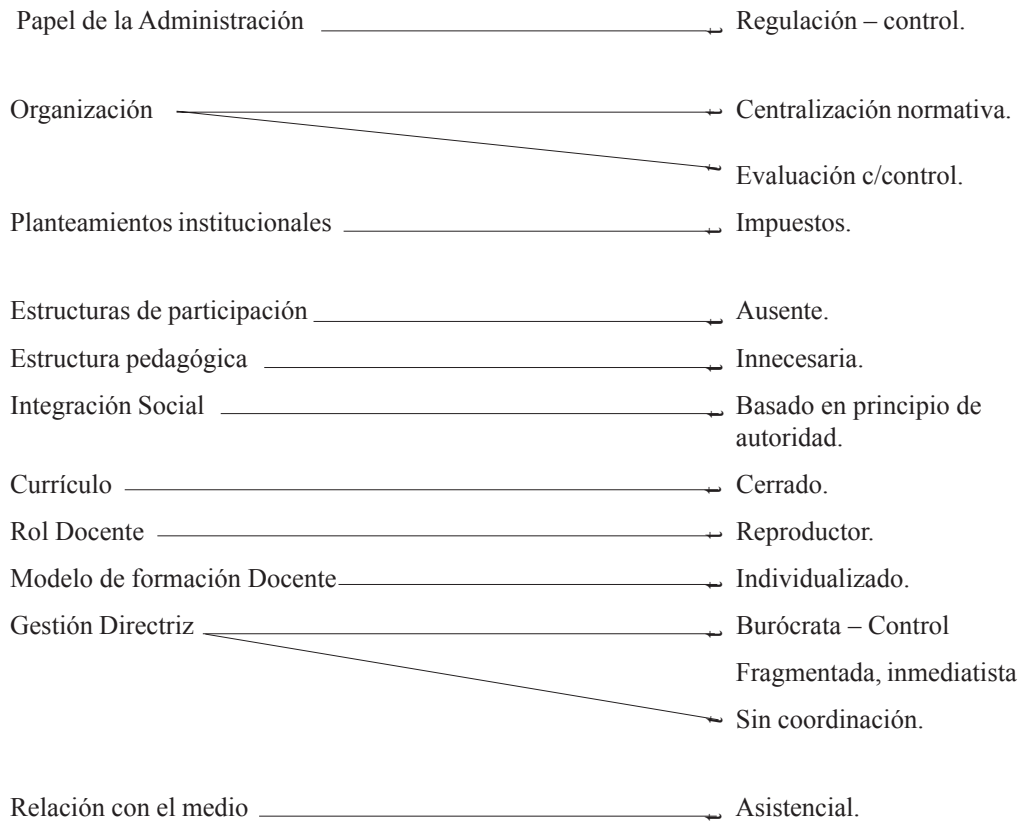 Papel de la Administración Regulación – control.
Organización Centralización normativa.
Evaluación c/control.
Planteamientos institucionales Impuestos.
Estructuras de participación Ausente.
Estructura pedagógica Innecesaria.
Integración Social Basado en principio de
autoridad.
Currículo Cerrado.
Rol Docente Reproductor.
Modelo de formación Docente Individualizado.
Gestión Directriz Burócrata – Control
Fragmentada, inmediatista
Sin coordinación.
Relación con el medio Asistencial.